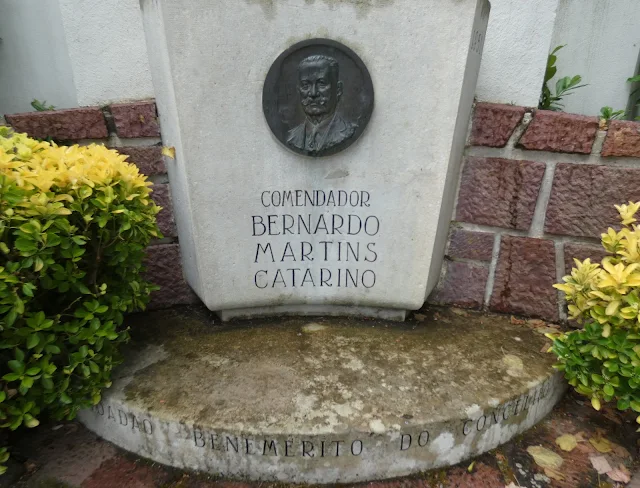 COMENDADOR
BERNARDO
MARTINS
CATARINO
BENEMÉRITO DO